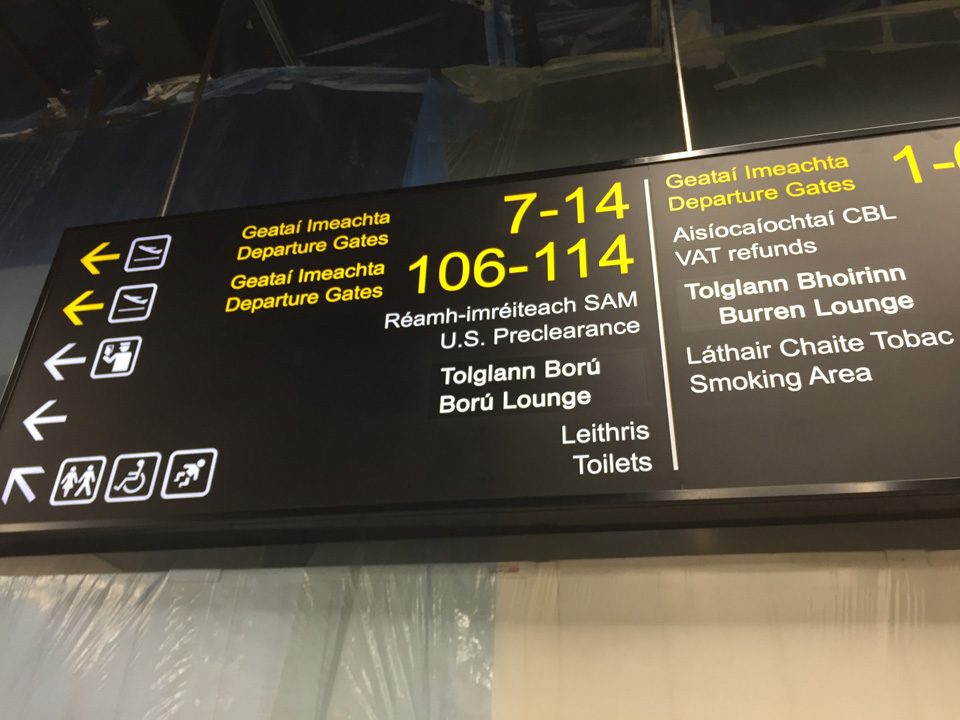 Geataí Imeachta
Departure Gates
7-14
Geataí Imeachta
Departure Gates
106-114
Réamh-imréiteach SAM
U.S. Preclearance
Tolglann Ború
Ború Lounge
Leithris
Toilets
Geataí Imeachta
Departure Gates
Aisíocaíochtaí CBL
VAT refunds
Tolglann Bhoirinn
Burren Lounge
Láthair Chaite Tobac
Smoking Area